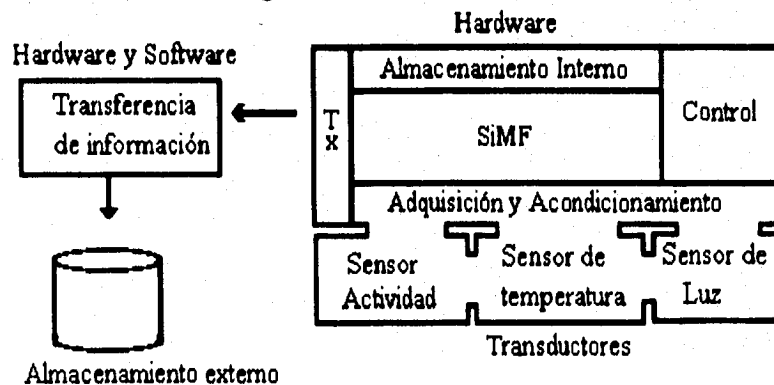 Hardware y Software
Transferencia
de información
Almacenamiento externo
Hardware
Almacenamiento Interno
Tx
SiMF
Control
Adquisición y Acondicionamiento
Sensor
Actividad
Sensor de
temperatura
Sensor de
Luz
Transductores